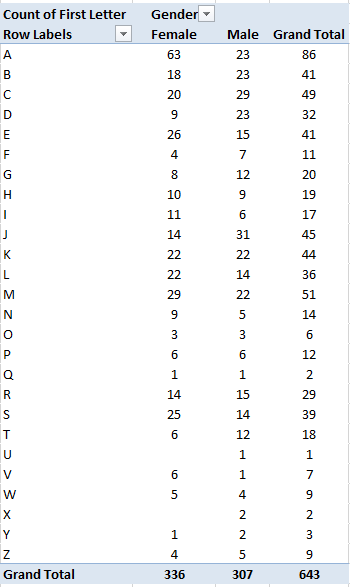 Count of First Letter Gender
Row Labels Female Male Grand Total
A 63 23 86
B 18 23 41
C 20 29 49
D 9 23 32
E 26 15 41
F 4 7 11
G 8 12 20
H 10 9 19
I 11 6 17
J 14 31 45
K 22 22 44
L 22 14 36
M 29 22 51
N 9 5 14
O 3 3 6
P 6 6 12
Q 1 1 2
R 14 15 29
S 25 14 39
T 6 12 18
U 1 1
V 6 1 7
W 5 4 9
X 2 2
Y 1 2 3
Z 4 5 9
Grand Total 336 307 643